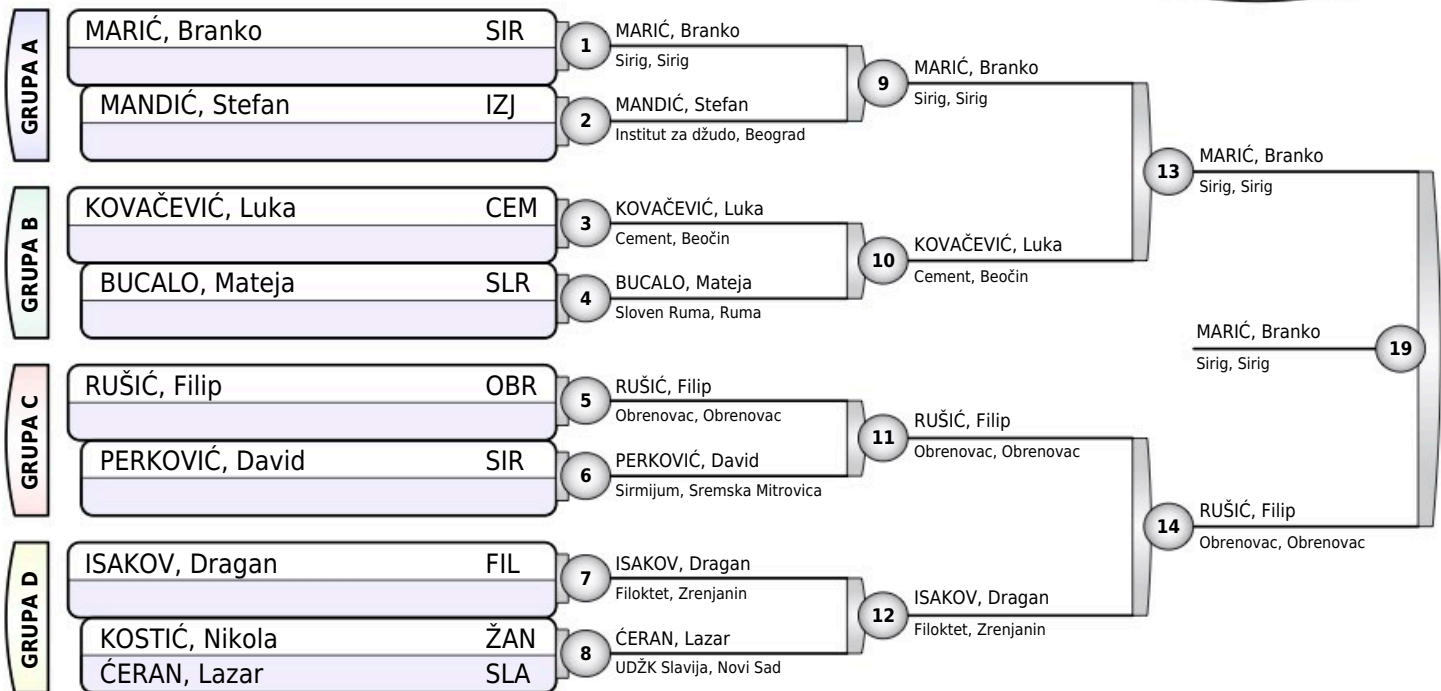 GRUPA A
MARIĆ, Branko SIR
MANDIĆ, Stefan IZJ
GRUPA B
KOVAČEVIĆ, Luka CEM
BUCALO, Mateja SLR
GRUPA C
RUŠIĆ, Filip OBR
PERKOVIĆ, David SIR
GRUPA D
ISAKOV, Dragan FIL
KOSTIĆ, Nikola ŽAN
ĆERAN, Lazar SLA
1
MARIĆ, Branko
Sirig, Sirig
2
MANDIĆ, Stefan
Institut za džudo, Beograd
3
KOVAČEVIĆ, Luka
Cement, Beočin
4
BUCALO, Mateja
Sloven Ruma, Ruma
5
RUŠIĆ, Filip
Obrenovac, Obrenovac
6
PERKOVIĆ, David
Sirmijum, Sremska Mitrovica
7
ISAKOV, Dragan
Filoktet, Zrenjanin
8
ĆERAN, Lazar
UDŽK Slavija, Novi Sad
9
MARIĆ, Branko
Sirig, Sirig
10
KOVAČEVIĆ, Luka
Cement, Beočin
11
RUŠIĆ, Filip
Obrenovac, Obrenovac
12
ISAKOV, Dragan
Filoktet, Zrenjanin
13
MARIĆ, Branko
Sirig, Sirig
14
RUŠIĆ, Filip
Obrenovac, Obrenovac
MARIĆ, Branko
Sirig, Sirig
19